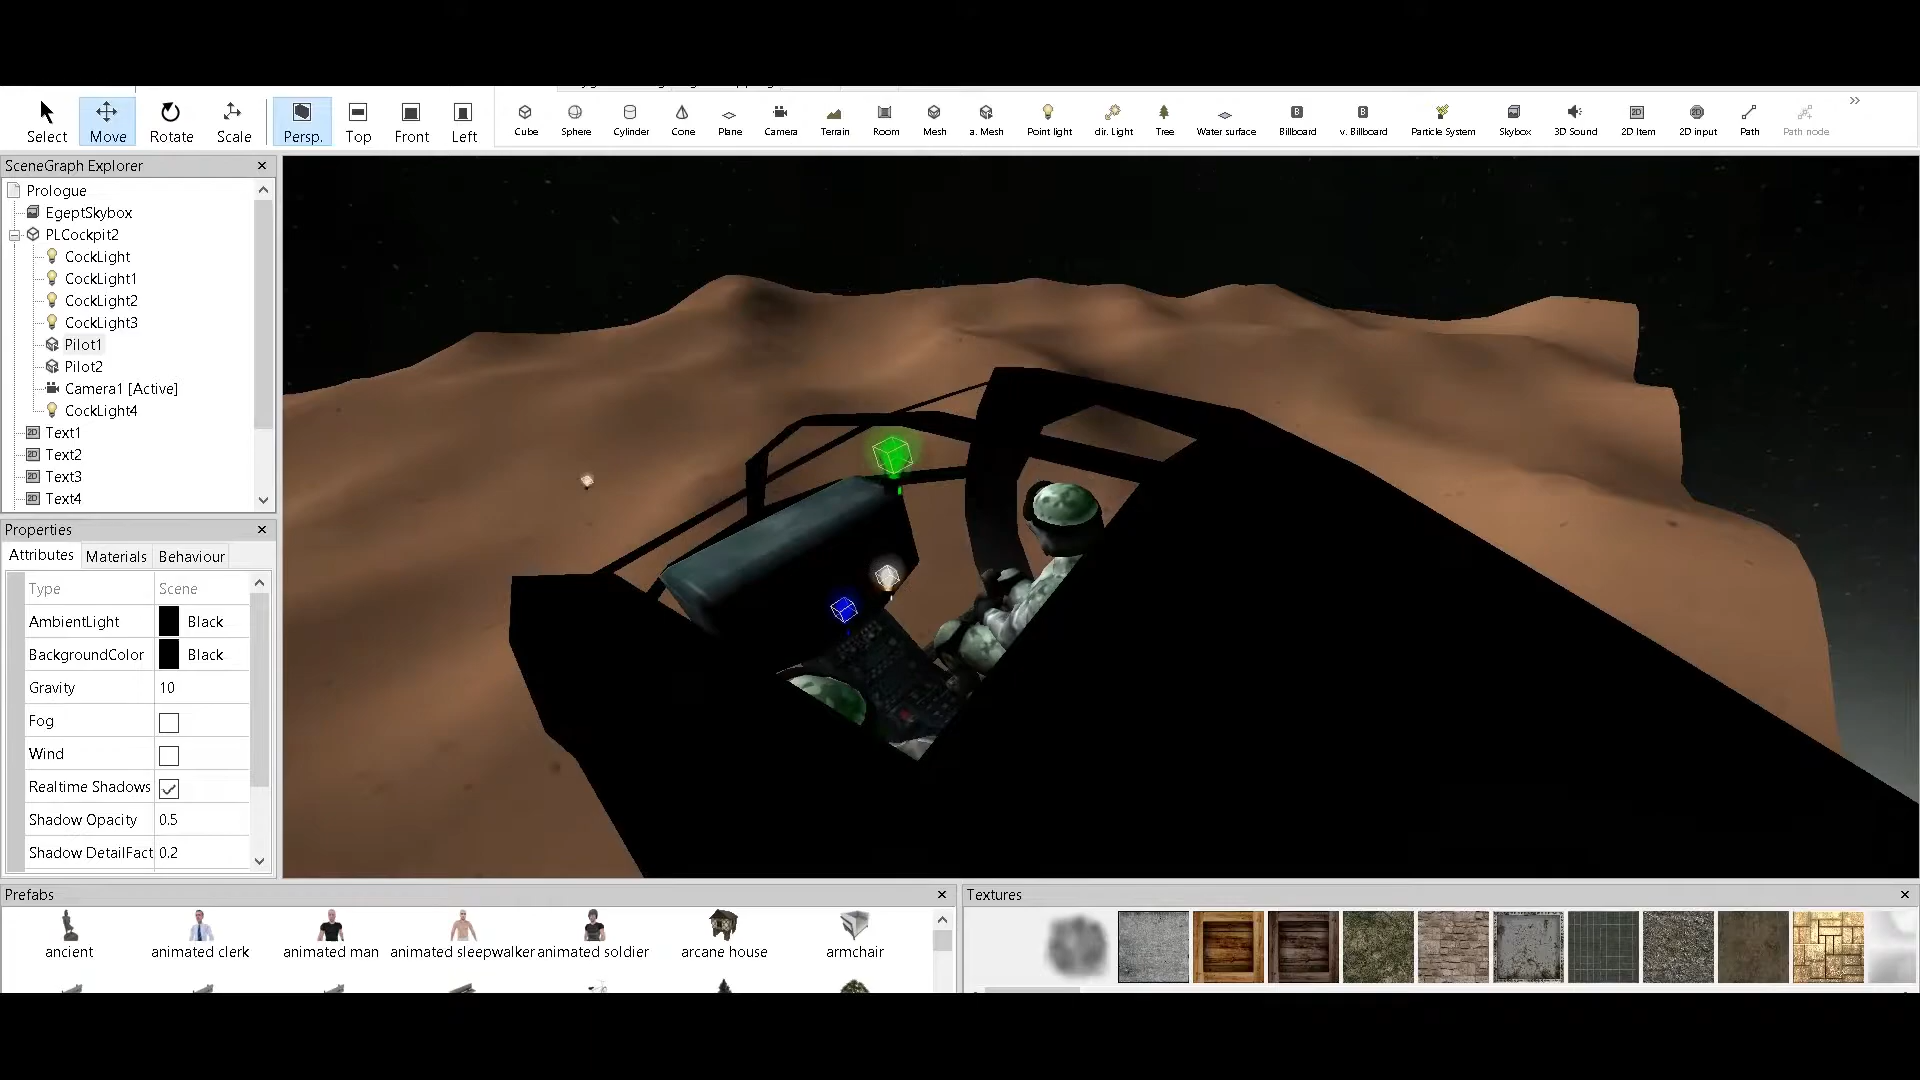 Select
Move
Rotate
Scale
Persp.
Top
Front
Left
Cube
Sphere
Cylinder
Cone
Plane
Camera
Terrain
Room
Mesh
a. Mesh
Point light
dir. Light
Tree
Water surface
Billboard
v. Billboard
Particle System
Skybox
3D Sound
2D Item
2D input
Path
Path node
SceneGraph Explorer
Prologue
EgeptSkybox
PLCockpit2
CockLight
CockLight1
CockLight2
CockLight3
Pilot1
Pilot2
Camera1 [Active]
CockLight4
2D Text1
2D Text2
2D Text3
2D Text4
Properties
Attributes Materials Behaviour
Type Scene
AmbientLight Black
BackgroundColor Black
Gravity 10
Fog
Wind
Realtime Shadows
Shadow Opacity 0.5
Shadow DetailFact 0.2
Prefabs
ancient
animated clerk
animated man
animated sleepwalker
animated soldier
arcane house
armchair
Textures